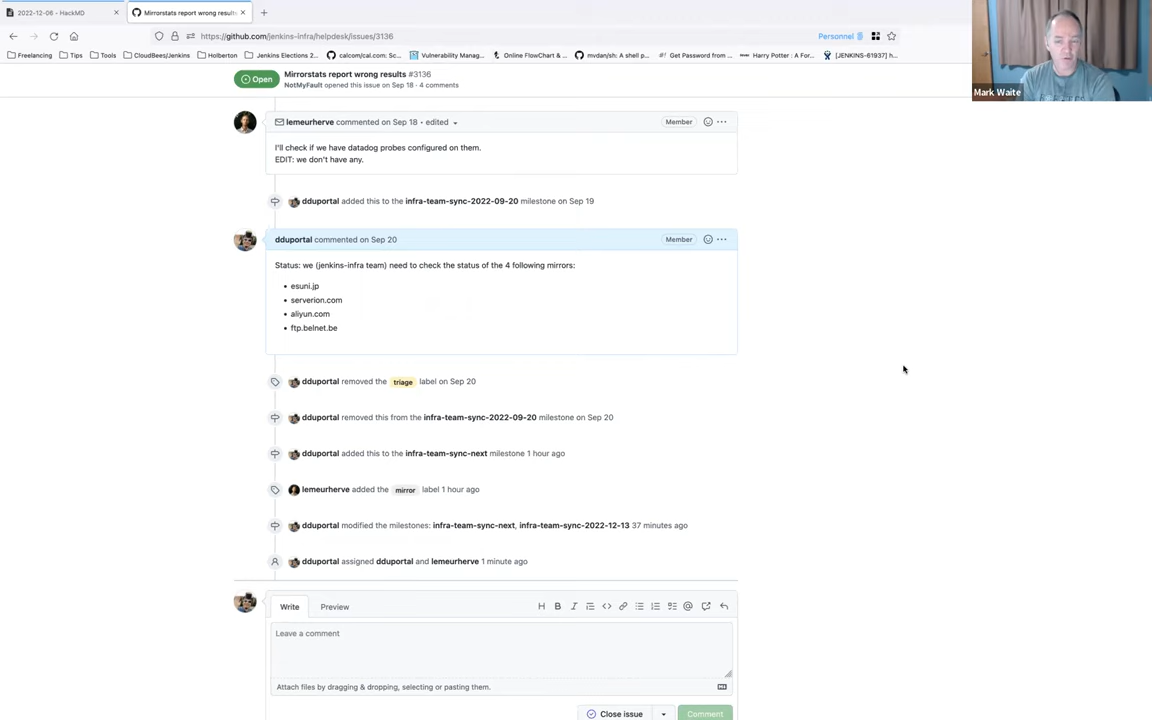 2022-12-06 - HackMD
Mirrorstats report wrong results
https://github.com/jenkins-infra/helpdesk/issues/3136
Personnel
Freelancing
Tips
Tools
CloudBees/Jenkins
Holberton
Jenkins Elections 2...
calcom/cal.com: Sc...
Vulnerability Manag...
Online FlowChart & ...
mvdan/sh: A shell p...
Get Password from ...
Harry Potter : A For...
[JENKINS-61937] h...
Mark Waite
Open
Mirrorstats report wrong results #3136
NotMyFault opened this issue on Sep 18 · 4 comments
lemeurherve commented on Sep 18 • edited
Member
I'll check if we have datadog probes configured on them.
EDIT: we don't have any.
dduportal added this to the infra-team-sync-2022-09-20 milestone on Sep 19
dduportal commented on Sep 20
Member
Status: we (jenkins-infra team) need to check the status of the 4 following mirrors:
• esuni.jp
• serverion.com
• aliyun.com
• ftp.belnet.be
dduportal removed the triage label on Sep 20
dduportal removed this from the infra-team-sync-2022-09-20 milestone on Sep 20
dduportal added this to the infra-team-sync-next milestone 1 hour ago
lemeurherve added the mirror label 1 hour ago
dduportal modified the milestones: infra-team-sync-next, infra-team-sync-2022-12-13 37 minutes ago
dduportal assigned dduportal and lemeurherve 1 minute ago
Write
Preview
Leave a comment
Attach files by dragging & dropping, selecting or pasting them.
Close issue
Comment